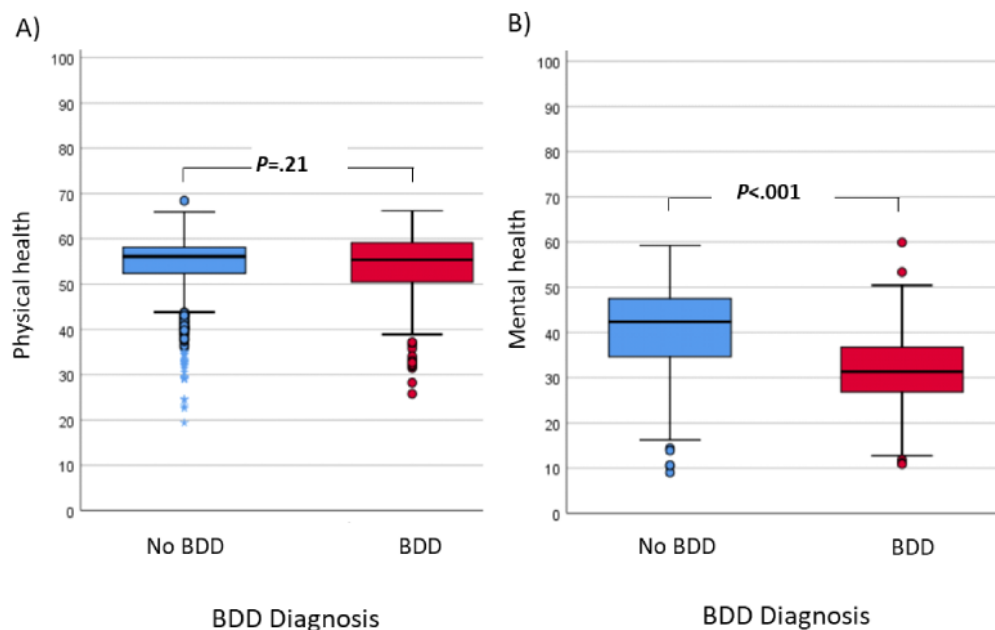 A)
100
90
80
70
60
50
40
30
20
10
0
Physical health
P=.21
No BDD
BDD
BDD Diagnosis
B)
100
90
80
70
60
50
40
30
20
10
0
Mental health
P<.001
No BDD
BDD
BDD Diagnosis